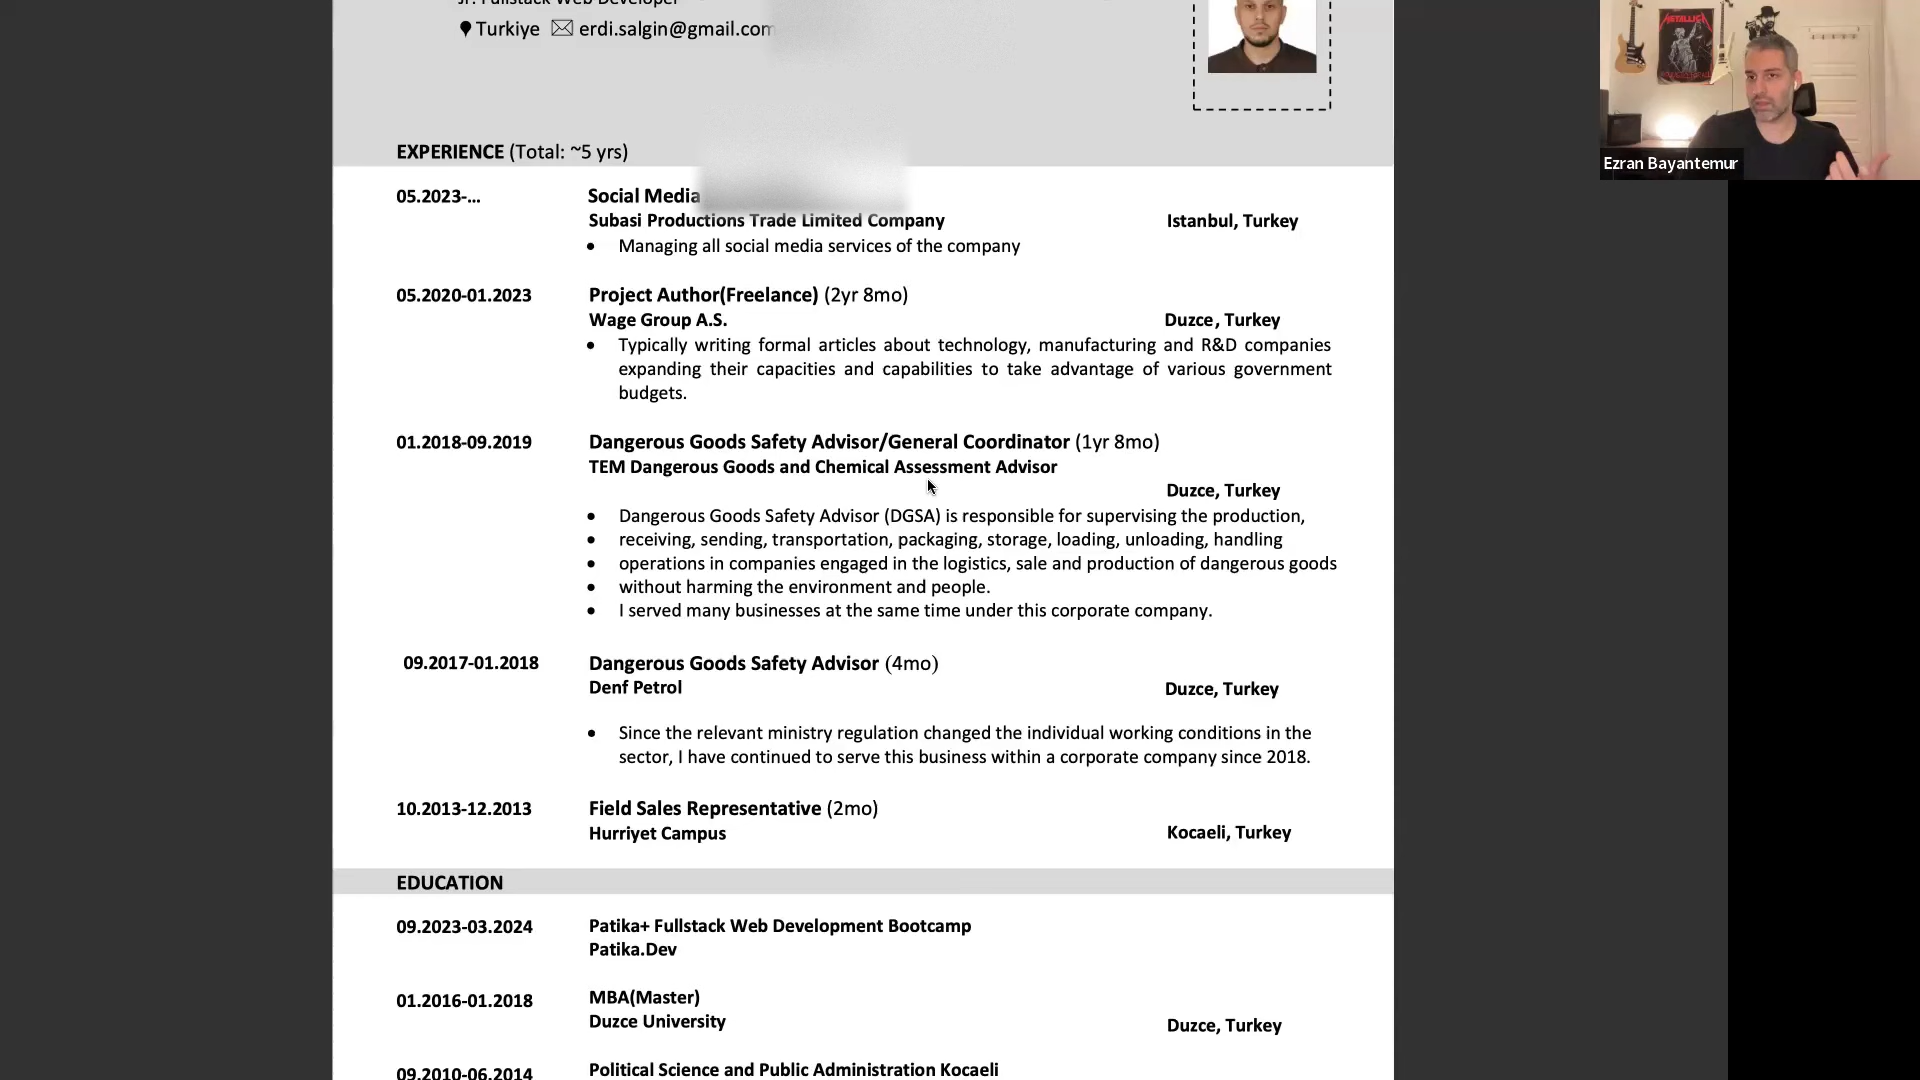 Jr. Fullstack Web Developer
Turkiye erdi.salgin@gmail.com
METALLICA
Ezran Bayantemur
EXPERIENCE (Total: ~5 yrs)
05.2023-...
Social Media
Subasi Productions Trade Limited Company
Istanbul, Turkey
• Managing all social media services of the company
05.2020-01.2023
Project Author(Freelance) (2yr 8mo)
Wage Group A.S.
Duzce, Turkey
• Typically writing formal articles about technology, manufacturing and R&D companies
expanding their capacities and capabilities to take advantage of various government
budgets.
01.2018-09.2019
Dangerous Goods Safety Advisor/General Coordinator (1yr 8mo)
TEM Dangerous Goods and Chemical Assessment Advisor
Duzce, Turkey
• Dangerous Goods Safety Advisor (DGSA) is responsible for supervising the production,
• receiving, sending, transportation, packaging, storage, loading, unloading, handling
• operations in companies engaged in the logistics, sale and production of dangerous goods
• without harming the environment and people.
• I served many businesses at the same time under this corporate company.
09.2017-01.2018
Dangerous Goods Safety Advisor (4mo)
Denf Petrol
Duzce, Turkey
• Since the relevant ministry regulation changed the individual working conditions in the
sector, I have continued to serve this business within a corporate company since 2018.
10.2013-12.2013
Field Sales Representative (2mo)
Hurriyet Campus
Kocaeli, Turkey
EDUCATION
09.2023-03.2024
Patika+ Fullstack Web Development Bootcamp
Patika.Dev
01.2016-01.2018
MBA(Master)
Duzce University
Duzce, Turkey
09.2010-06.2014
Political Science and Public Administration Kocaeli